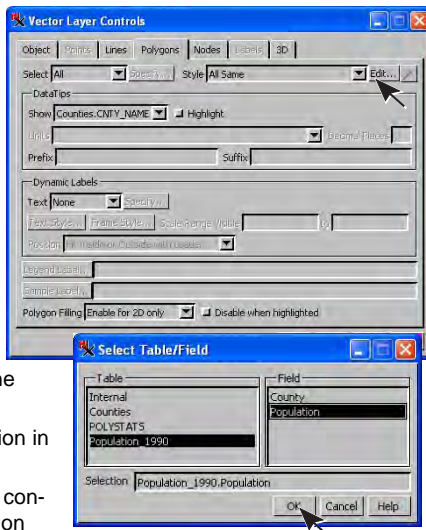 Vector Layer Controls
Object Points Lines Polygons Nodes Labels 3D
Select All Specify... Style All Same Edit...
DataTips
Show Counties.CNTY_NAME Highlight
Units Decimal Places
Prefix Suffix
Dynamic Labels
Text None Specify...
Text Style... Frame Style... Scale Range Visible to
Position
Legend Label...
Sample Label...
Polygon Filling Enable for 2D only Disable when highlighted
Select Table/Field
Table Field
Internal County
Counties Population
POLYSTATS
Population_1990
Selection Population_1990.Population
OK Cancel Help
ne
ion in
con-
on